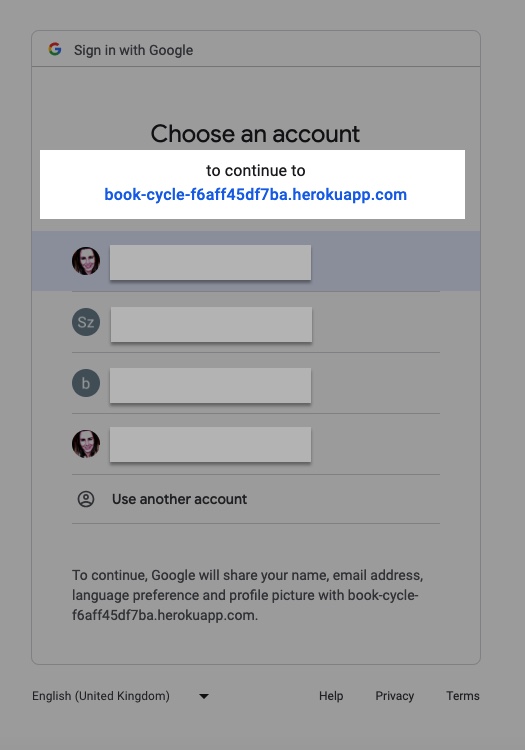 Sign in with Google
Choose an account
to continue to
book-cycle-f6aff45df7ba.herokuapp.com
Sz
b
Use another account
To continue, Google will share your name, email address,
language preference and profile picture with book-cycle-
f6aff45df7ba.herokuapp.com.
English (United Kingdom)
Help
Privacy
Terms